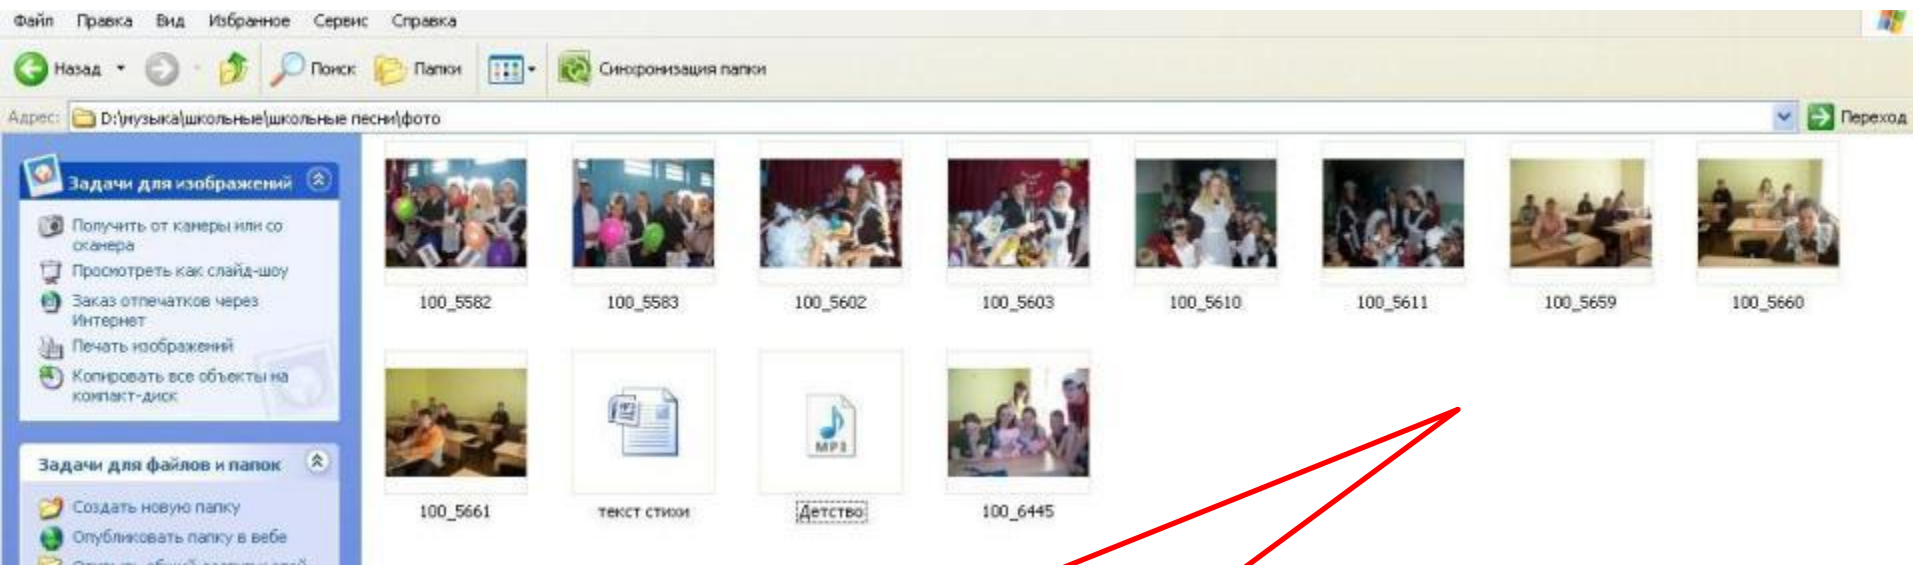 Файл Правка Вид Избранное Сервис Справка
Назад Поиск Папки Синхронизация папки
Адрес: D:\музыка\школьные\школьные песни\фото Переход
Задачи для изображений
Получить от камеры или со
сканера
Просмотреть как слайд-шоу
Заказ отпечатков через
Интернет
Печать изображений
Копировать все объекты на
компакт-диск
Задачи для файлов и папок
Создать новую папку
Опубликовать папку в вебе
100_5582 100_5583 100_5602 100_5603 100_5610 100_5611 100_5659 100_5660
MP3
100_5661 текст стихи Детство 100_6445